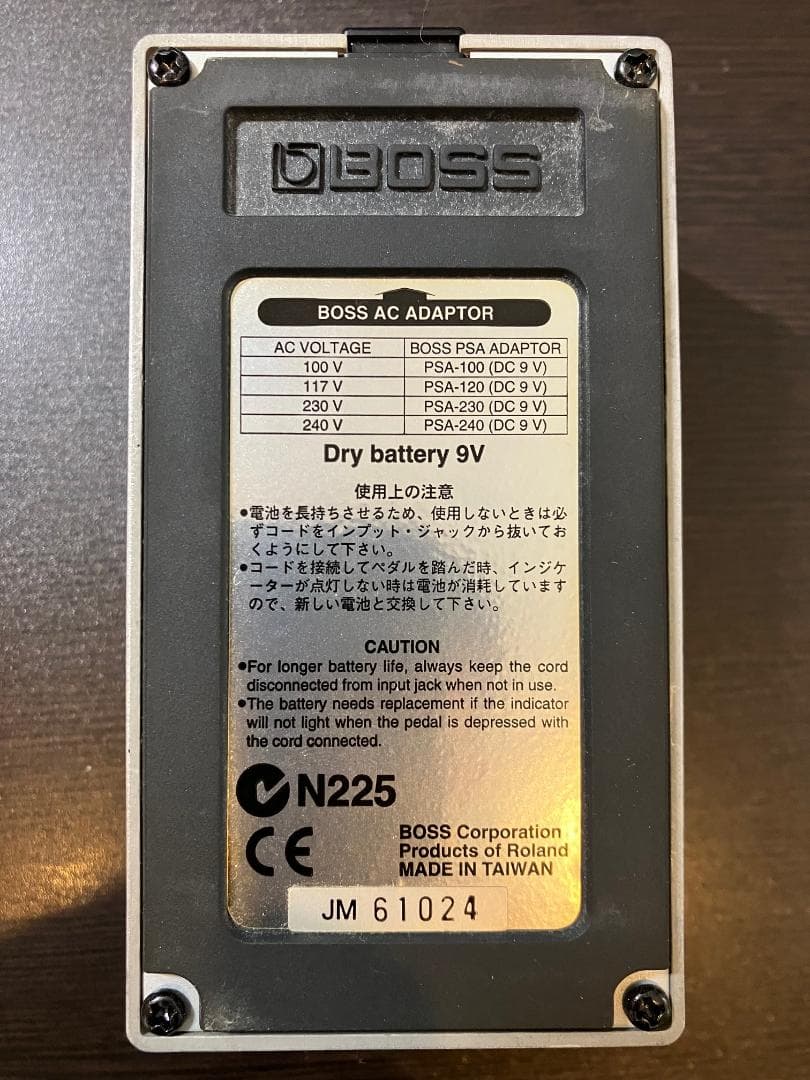 BOSS
BOSS AC ADAPTOR
AC VOLTAGE BOSS PSA ADAPTOR
100 V PSA-100 (DC 9 V)
117 V PSA-120 (DC 9 V)
230 V PSA-230 (DC 9 V)
240 V PSA-240 (DC 9 V)
Dry battery 9V
使用上の注意
●電池を長持ちさせるため、使用しないときは必
ずコードをインプット・ジャックから抜いてお
くようにして下さい。
●コードを接続してペダルを踏んだ時、インジケ
ーターが点灯しない時は電池が消耗しています
ので、新しい電池と交換して下さい。
CAUTION
●For longer battery life, always keep the cord
disconnected from input jack when not in use.
●The battery needs replacement if the indicator
will not light when the pedal is depressed with
the cord connected.
N225
CE
BOSS Corporation
Products of Roland
MADE IN TAIWAN
JM 61024